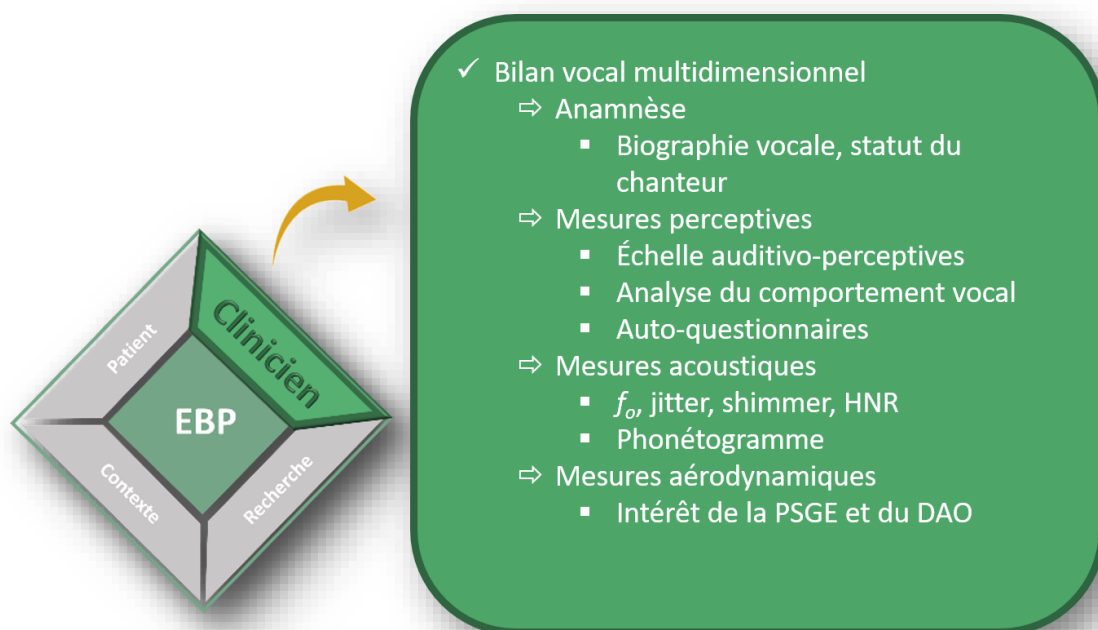 ✓ Bilan vocal multidimensionnel
⇨ Anamnèse
▪ Biographie vocale, statut du
chanteur
⇨ Mesures perceptives
▪ Échelle auditivo-perceptives
▪ Analyse du comportement vocal
▪ Auto-questionnaires
⇨ Mesures acoustiques
▪ fo, jitter, shimmer, HNR
▪ Phonétogramme
⇨ Mesures aérodynamiques
▪ Intérêt de la PSGE et du DAO
Patient
Clinicien
EBP
Contexte
Recherche